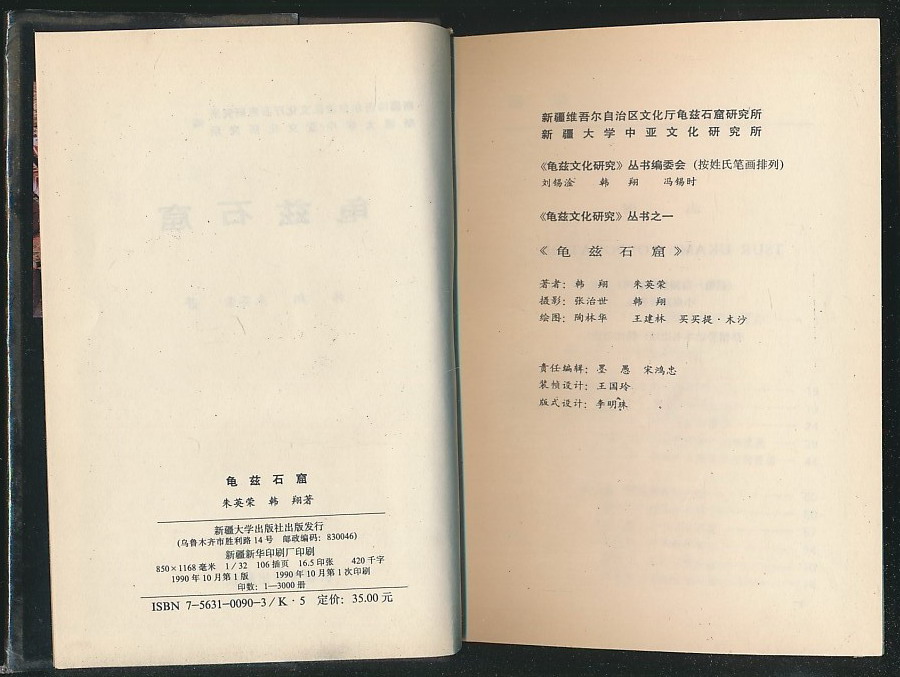 龟兹石窟
朱英荣 韩 翔著
新疆大学出版社出版发行
(乌鲁木齐市胜利路14号 邮政编码：830046)
新疆新华印刷厂印刷
850×1168毫米 1/32 106插页 16.5印张 420千字
1990年10月第1版 1990年10月第1次印刷
印数：1—3000册
ISBN 7-5631-0090-3/K·5 定价：35.00元
新疆维吾尔自治区文化厅龟兹石窟研究所
新疆大学中亚文化研究所
《龟兹文化研究》丛书编委会（按姓氏笔画排列）
刘锡淦 韩 翔 冯锡时
《龟兹文化研究》丛书之一
《龟兹石窟》
著者：韩 翔 朱英荣
摄影：张治世 韩 翔
绘图：陶林华 王建林 买买提·木沙
责任编辑：墨 愚 宋鸿忠
装帧设计：王国玲
版式设计：李明珠